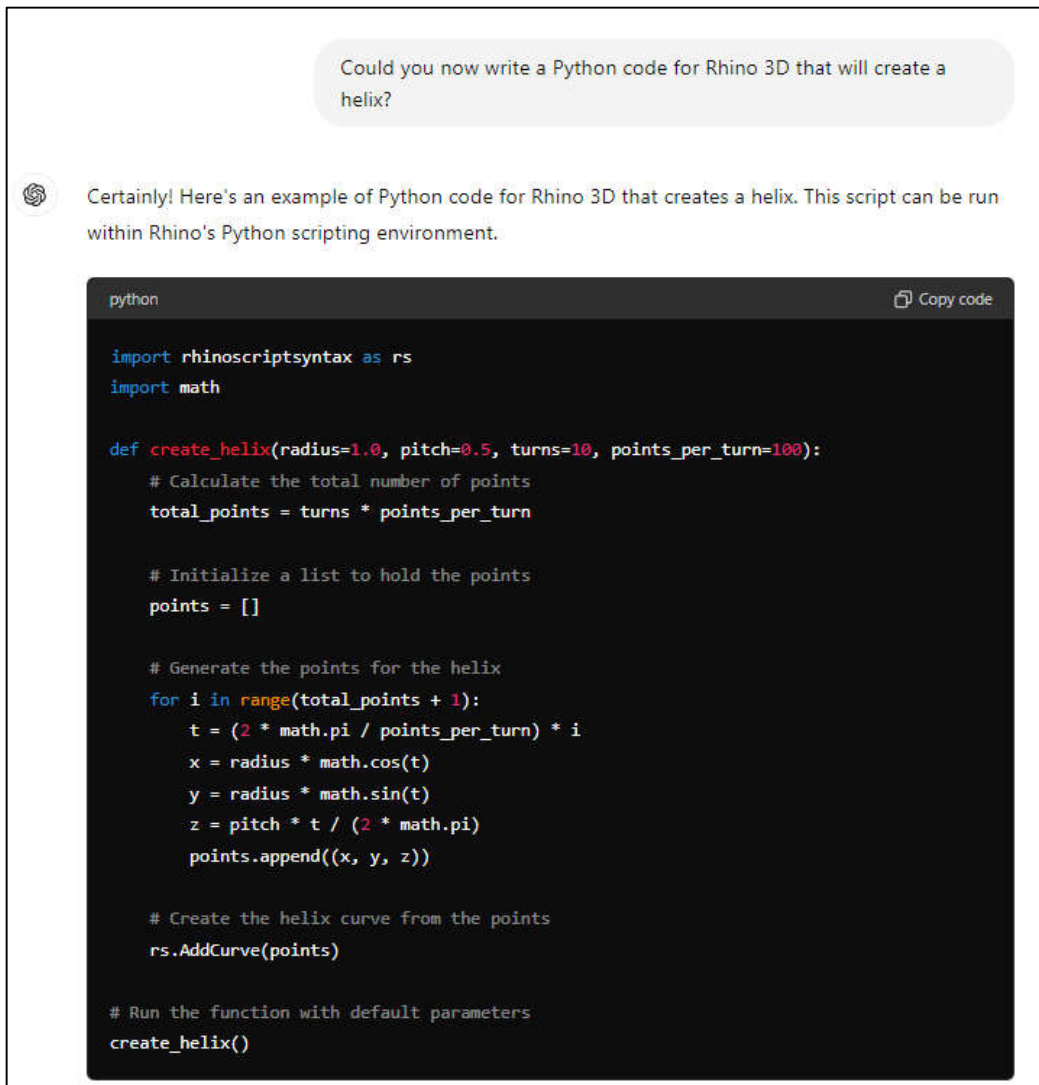 Could you now write a Python code for Rhino 3D that will create a
helix?
Certainly! Here's an example of Python code for Rhino 3D that creates a helix. This script can be run
within Rhino's Python scripting environment.
python Copy code
import rhinoscriptsyntax as rs
import math
def create_helix(radius=1.0, pitch=0.5, turns=10, points_per_turn=100):
    # Calculate the total number of points
    total_points = turns * points_per_turn
    # Initialize a list to hold the points
    points = []
    # Generate the points for the helix
    for i in range(total_points + 1):
        t = (2 * math.pi / points_per_turn) * i
        x = radius * math.cos(t)
        y = radius * math.sin(t)
        z = pitch * t / (2 * math.pi)
        points.append((x, y, z))
    # Create the helix curve from the points
    rs.AddCurve(points)
# Run the function with default parameters
create_helix()